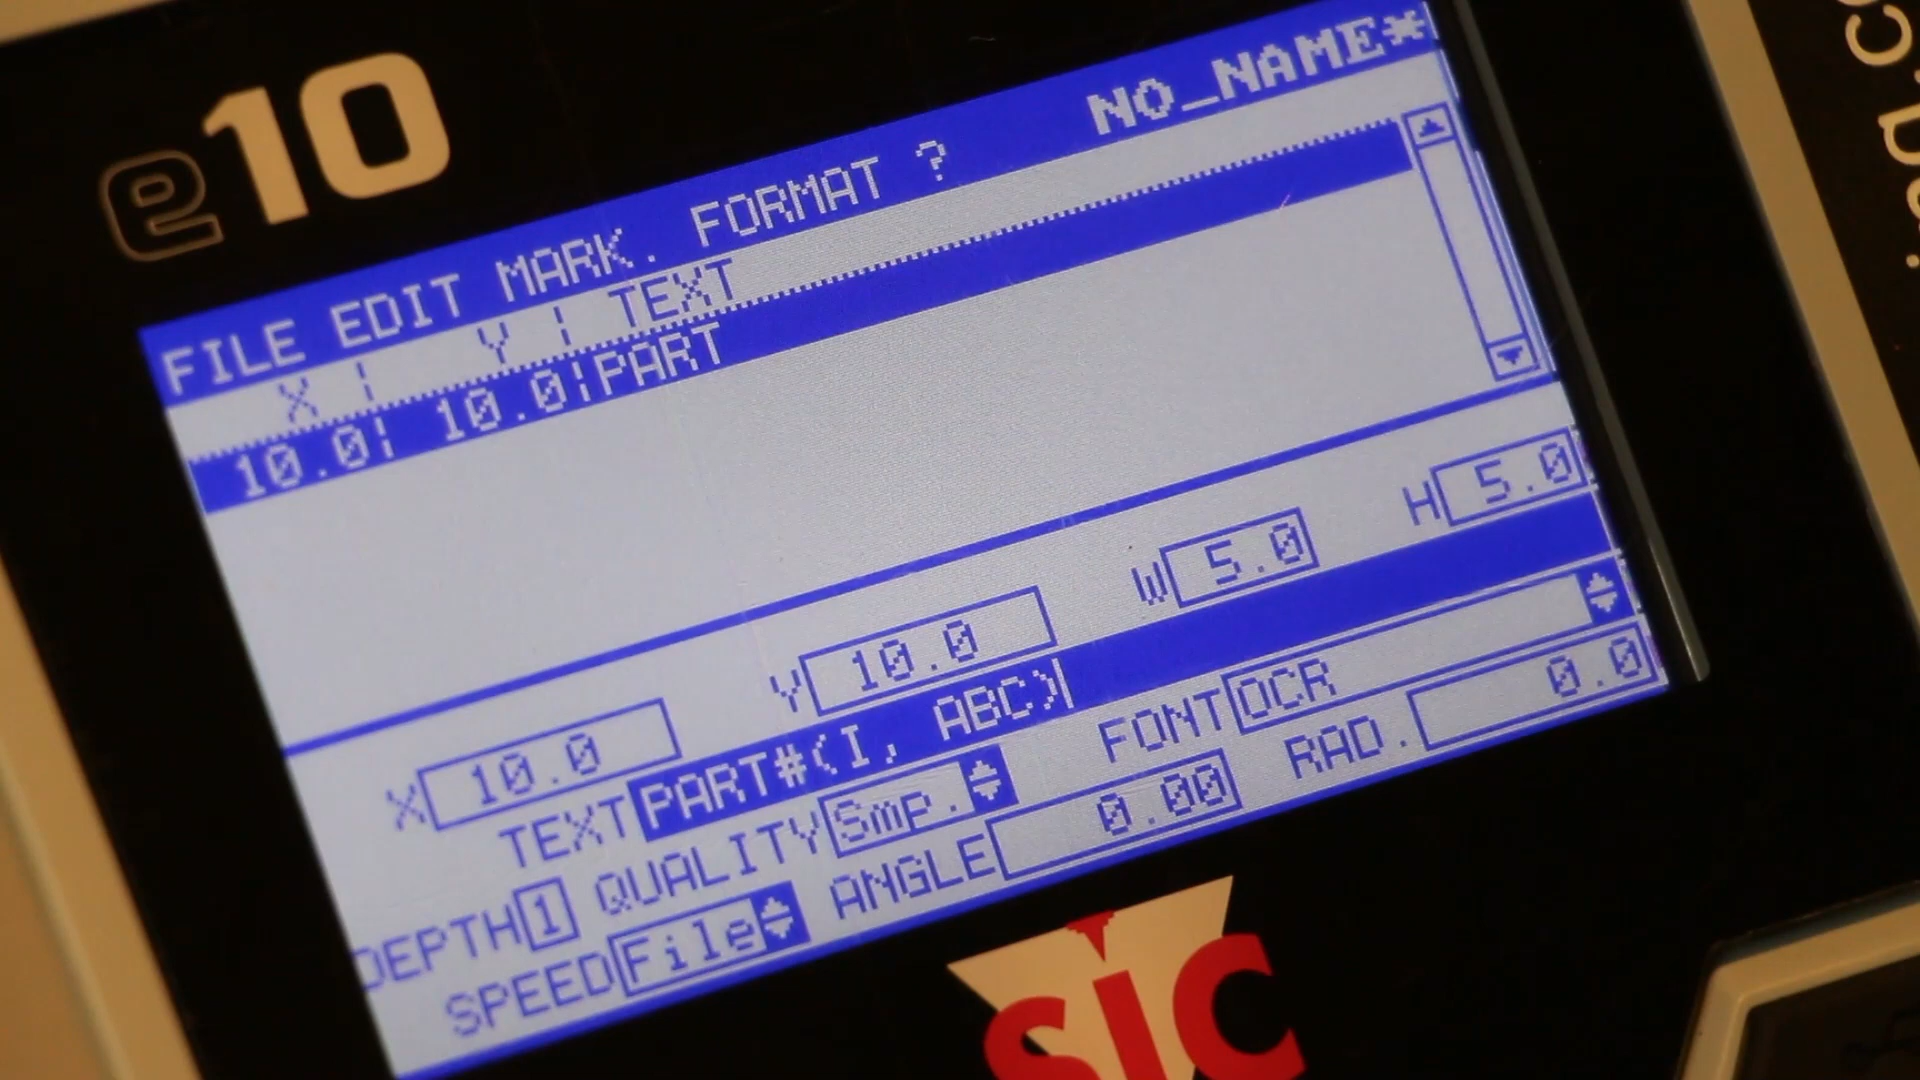 e10
FILE EDIT MARK. FORMAT ? NO_NAME*
X | Y | TEXT
10.0| 10.0|PART
X 10.0 Y 10.0 W 5.0 H 5.0
TEXT PART#(I, ABC)
DEPTH 1 QUALITY Smp. FONT OCR
SPEED File ANGLE 0.00 RAD. 0.0
SIC